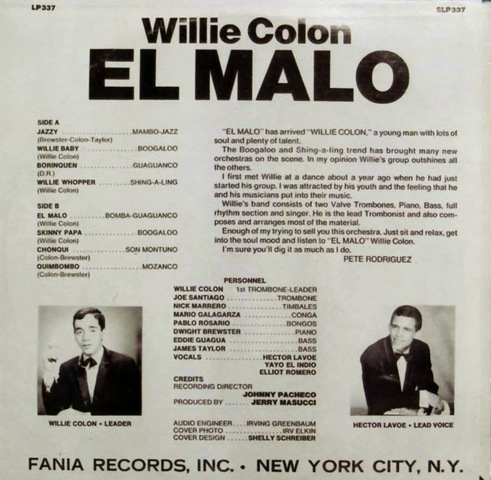 LP337
SLP337
Willie Colon
EL MALO
SIDE A
JAZZY ..................... MAMBO-JAZZ
(Brewster-Colon-Taylor)
WILLIE BABY ............... BOOGALOO
(Willie Colon)
BORINQUEN ................ GUAGUANCO
(D.R.)
WILLIE WHOPPER ......... SHING-A-LING
(Willie Colon)
SIDE B
EL MALO ........ BOMBA-GUAGUANCO
(Willie Colon)
SKINNY PAPA .............. BOOGALOO
(Willie Colon)
CHONQUI .............. SON MONTUNO
(Colon-Brewster)
QUIMBOMBO ................. MOZANCO
(Colon-Brewster)
"EL MALO" has arrived "WILLIE COLON," a young man with lots of
soul and plenty of talent.
The Boogaloo and Shing-a-ling trend has brought many new
orchestras on the scene. In my opinion Willie's group outshines all
the others.
I first met Willie at a dance about a year ago when he had just
started his group. I was attracted by his youth and the feeling that he
and his musicians put into their music.
Willie's band consists of two Valve Trombones, Piano, Bass, full
rhythm section and singer. He is the lead Trombonist and also com-
poses and arranges most of the material.
Enough of my trying to sell you this orchestra. Just sit and relax, get
into the soul mood and listen to "EL MALO" Willie Colon.
I'm sure you'll dig it as much as I do.
PETE RODRIGUEZ
PERSONNEL
WILLIE COLON 1st TROMBONE-LEADER
JOE SANTIAGO ................ TROMBONE
NICK MARRERO ................. TIMBALES
MARIO GALAGARZA ................ CONGA
PABLO ROSARIO ................. BONGOS
DWIGHT BREWSTER ................ PIANO
EDDIE GUAGUA ................... BASS
JAMES TAYLOR ................... BASS
VOCALS ................ HECTOR LAVOE
YAYO EL INDIO
ELLIOT ROMERO
CREDITS
RECORDING DIRECTOR
JOHNNY PACHECO
PRODUCED BY ........ JERRY MASUCCI
AUDIO ENGINEER .... IRVING GREENBAUM
COVER PHOTO ............... IRV ELKIN
COVER DESIGN ...... SHELLY SCHREIBER
WILLIE COLON • LEADER
HECTOR LAVOE • LEAD VOICE
FANIA RECORDS, INC. • NEW YORK CITY, N.Y.